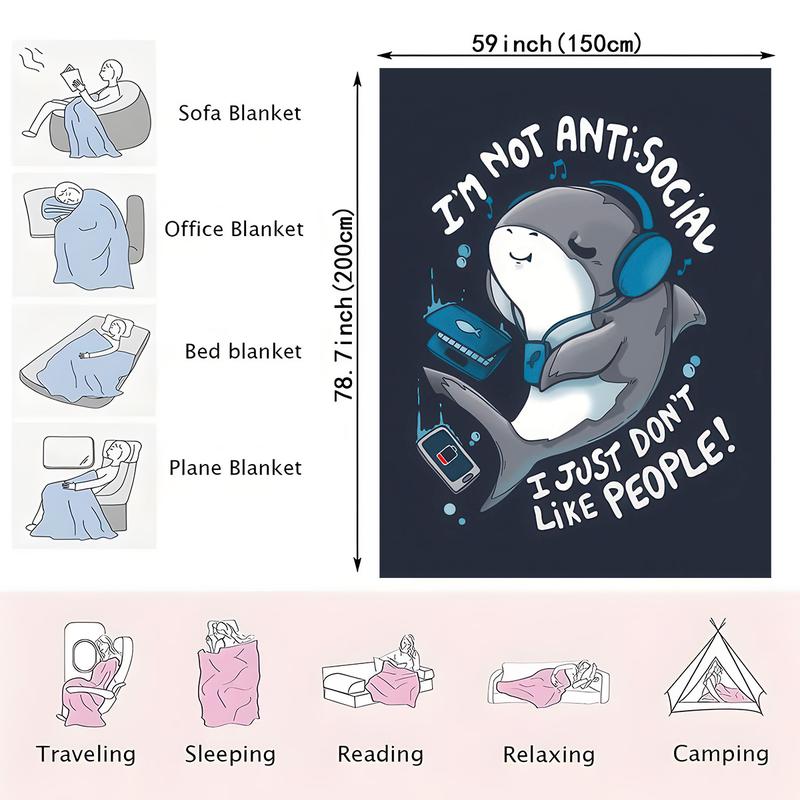 59 inch (150cm)
78.7 inch (200cm)
Sofa Blanket
Office Blanket
Bed blanket
Plane Blanket
I'M NOT ANTI-SOCIAL
I JUST DON'T
LIKE PEOPLE!
Traveling
Sleeping
Reading
Relaxing
Camping